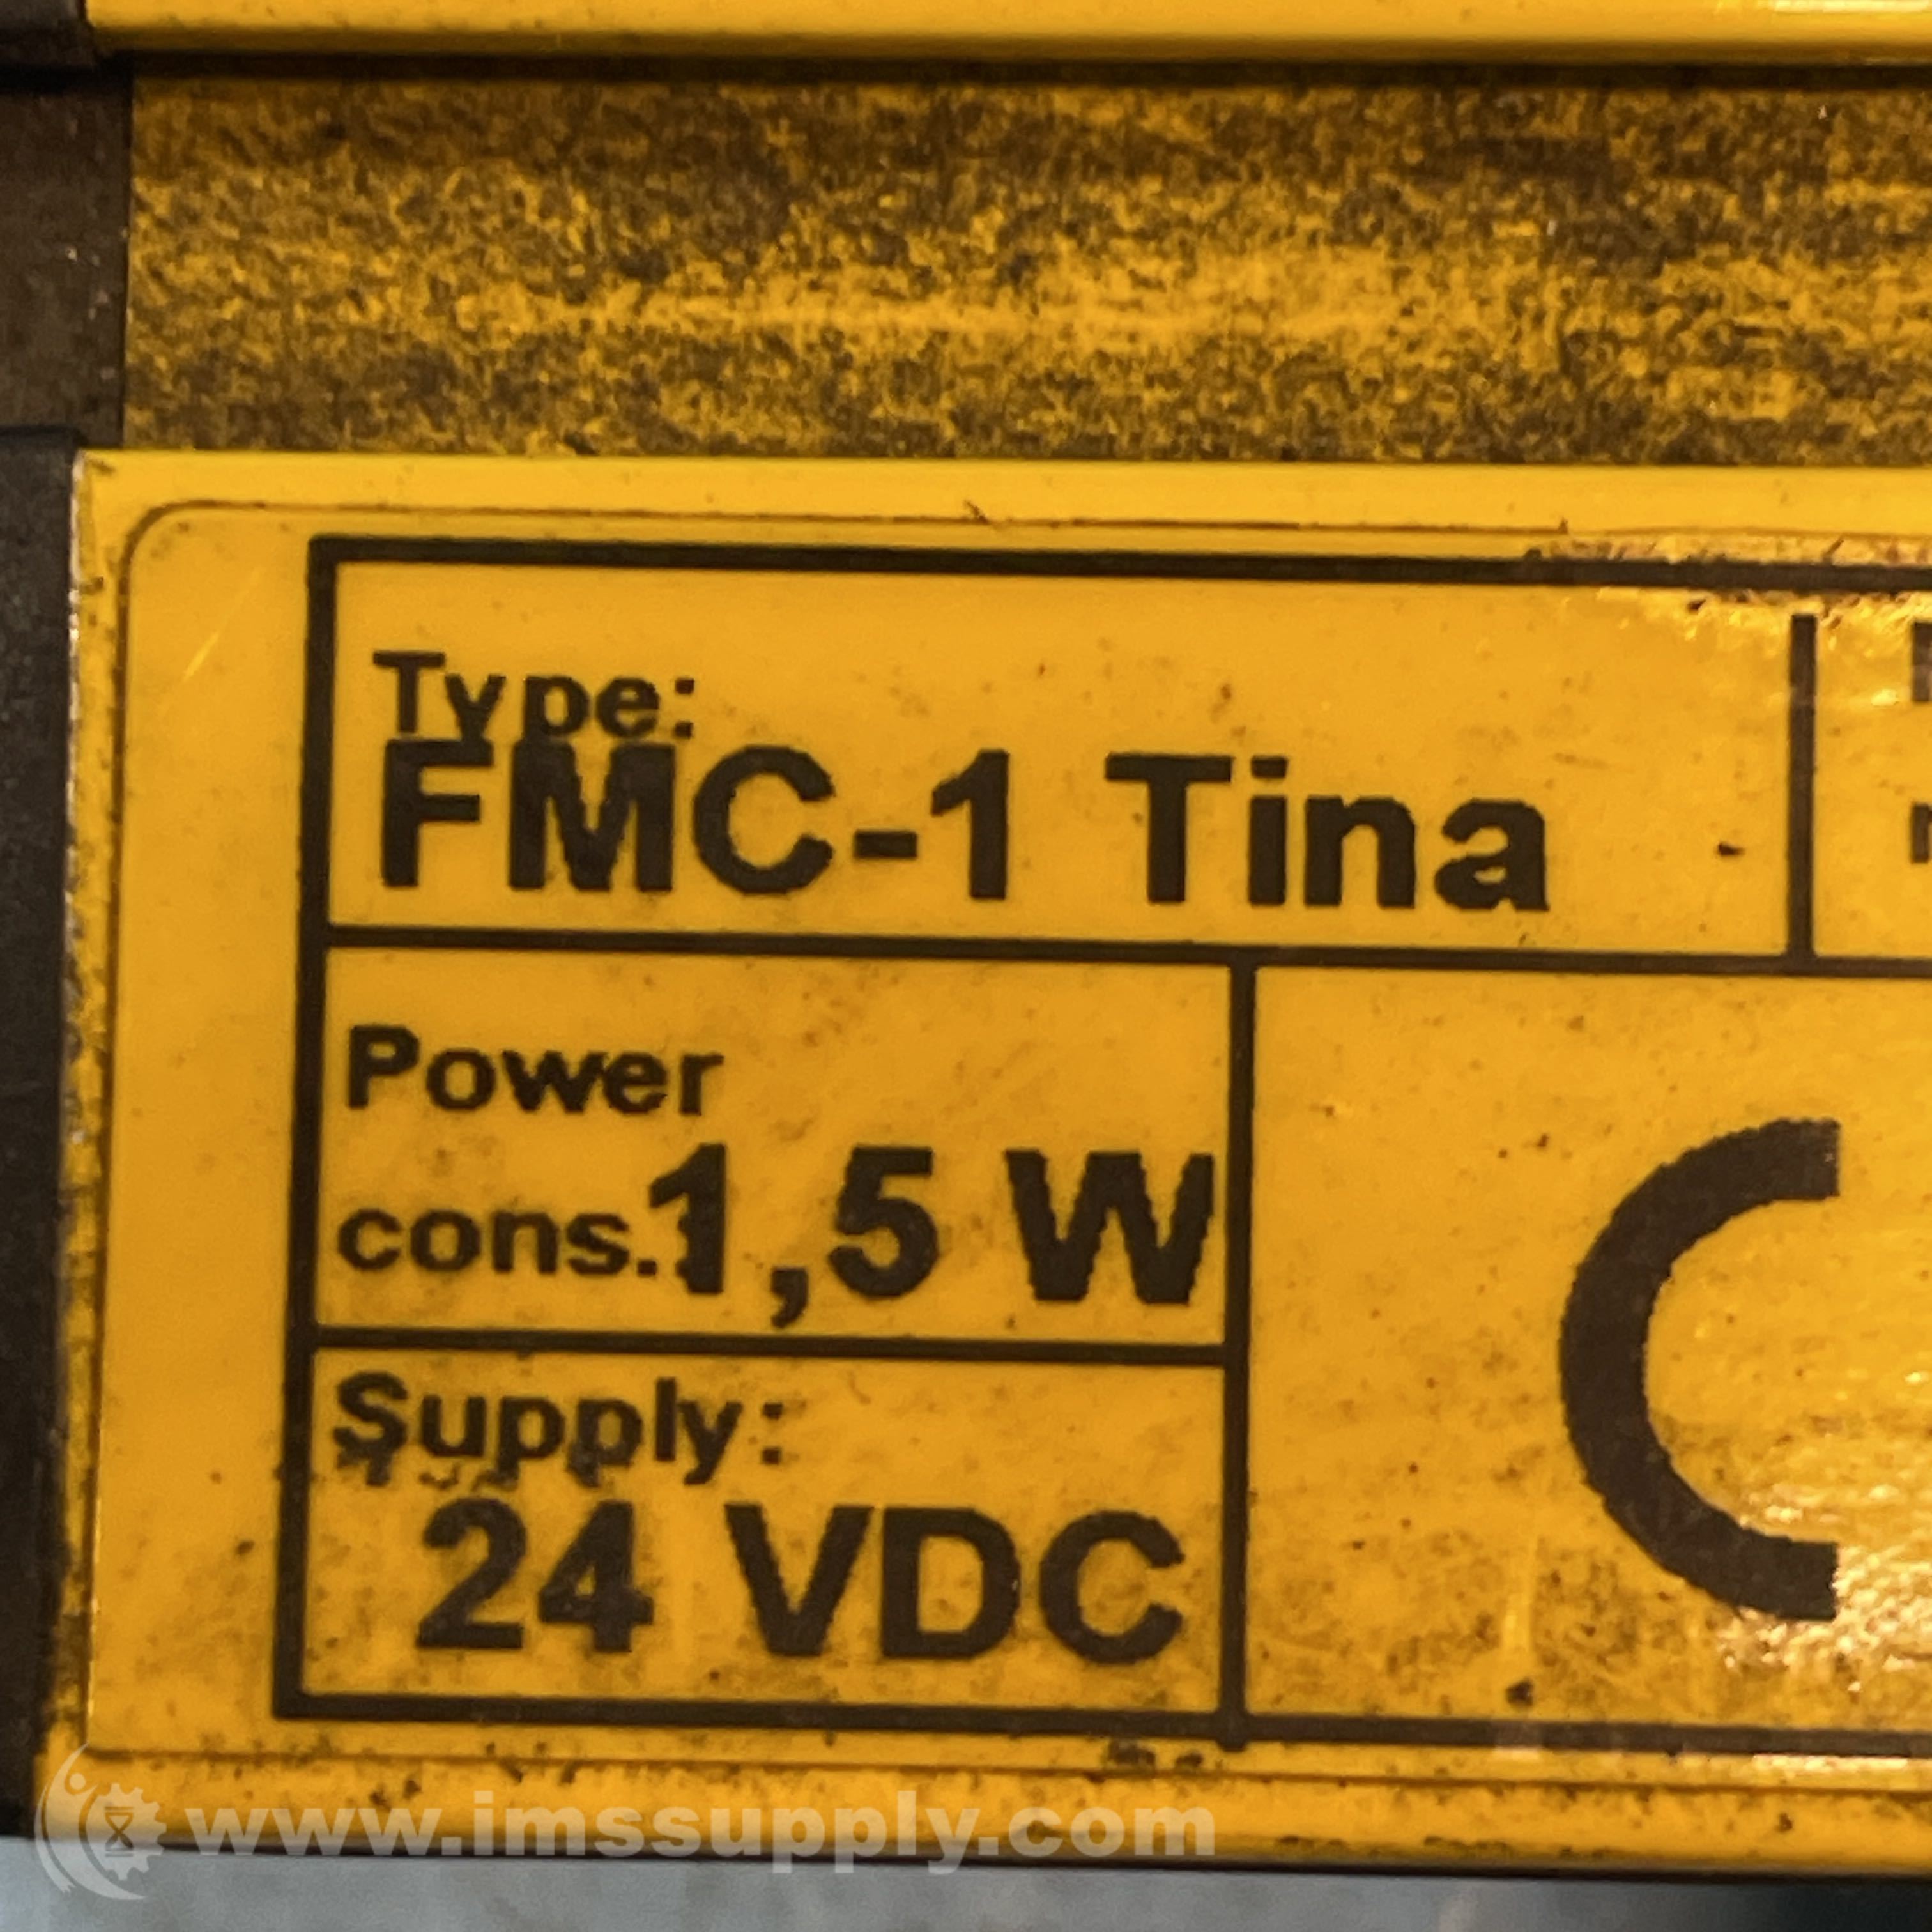 Type:
FMC-1 Tina
Power
cons.1,5 W
Supply:
24 VDC
C
www.imssupply.com